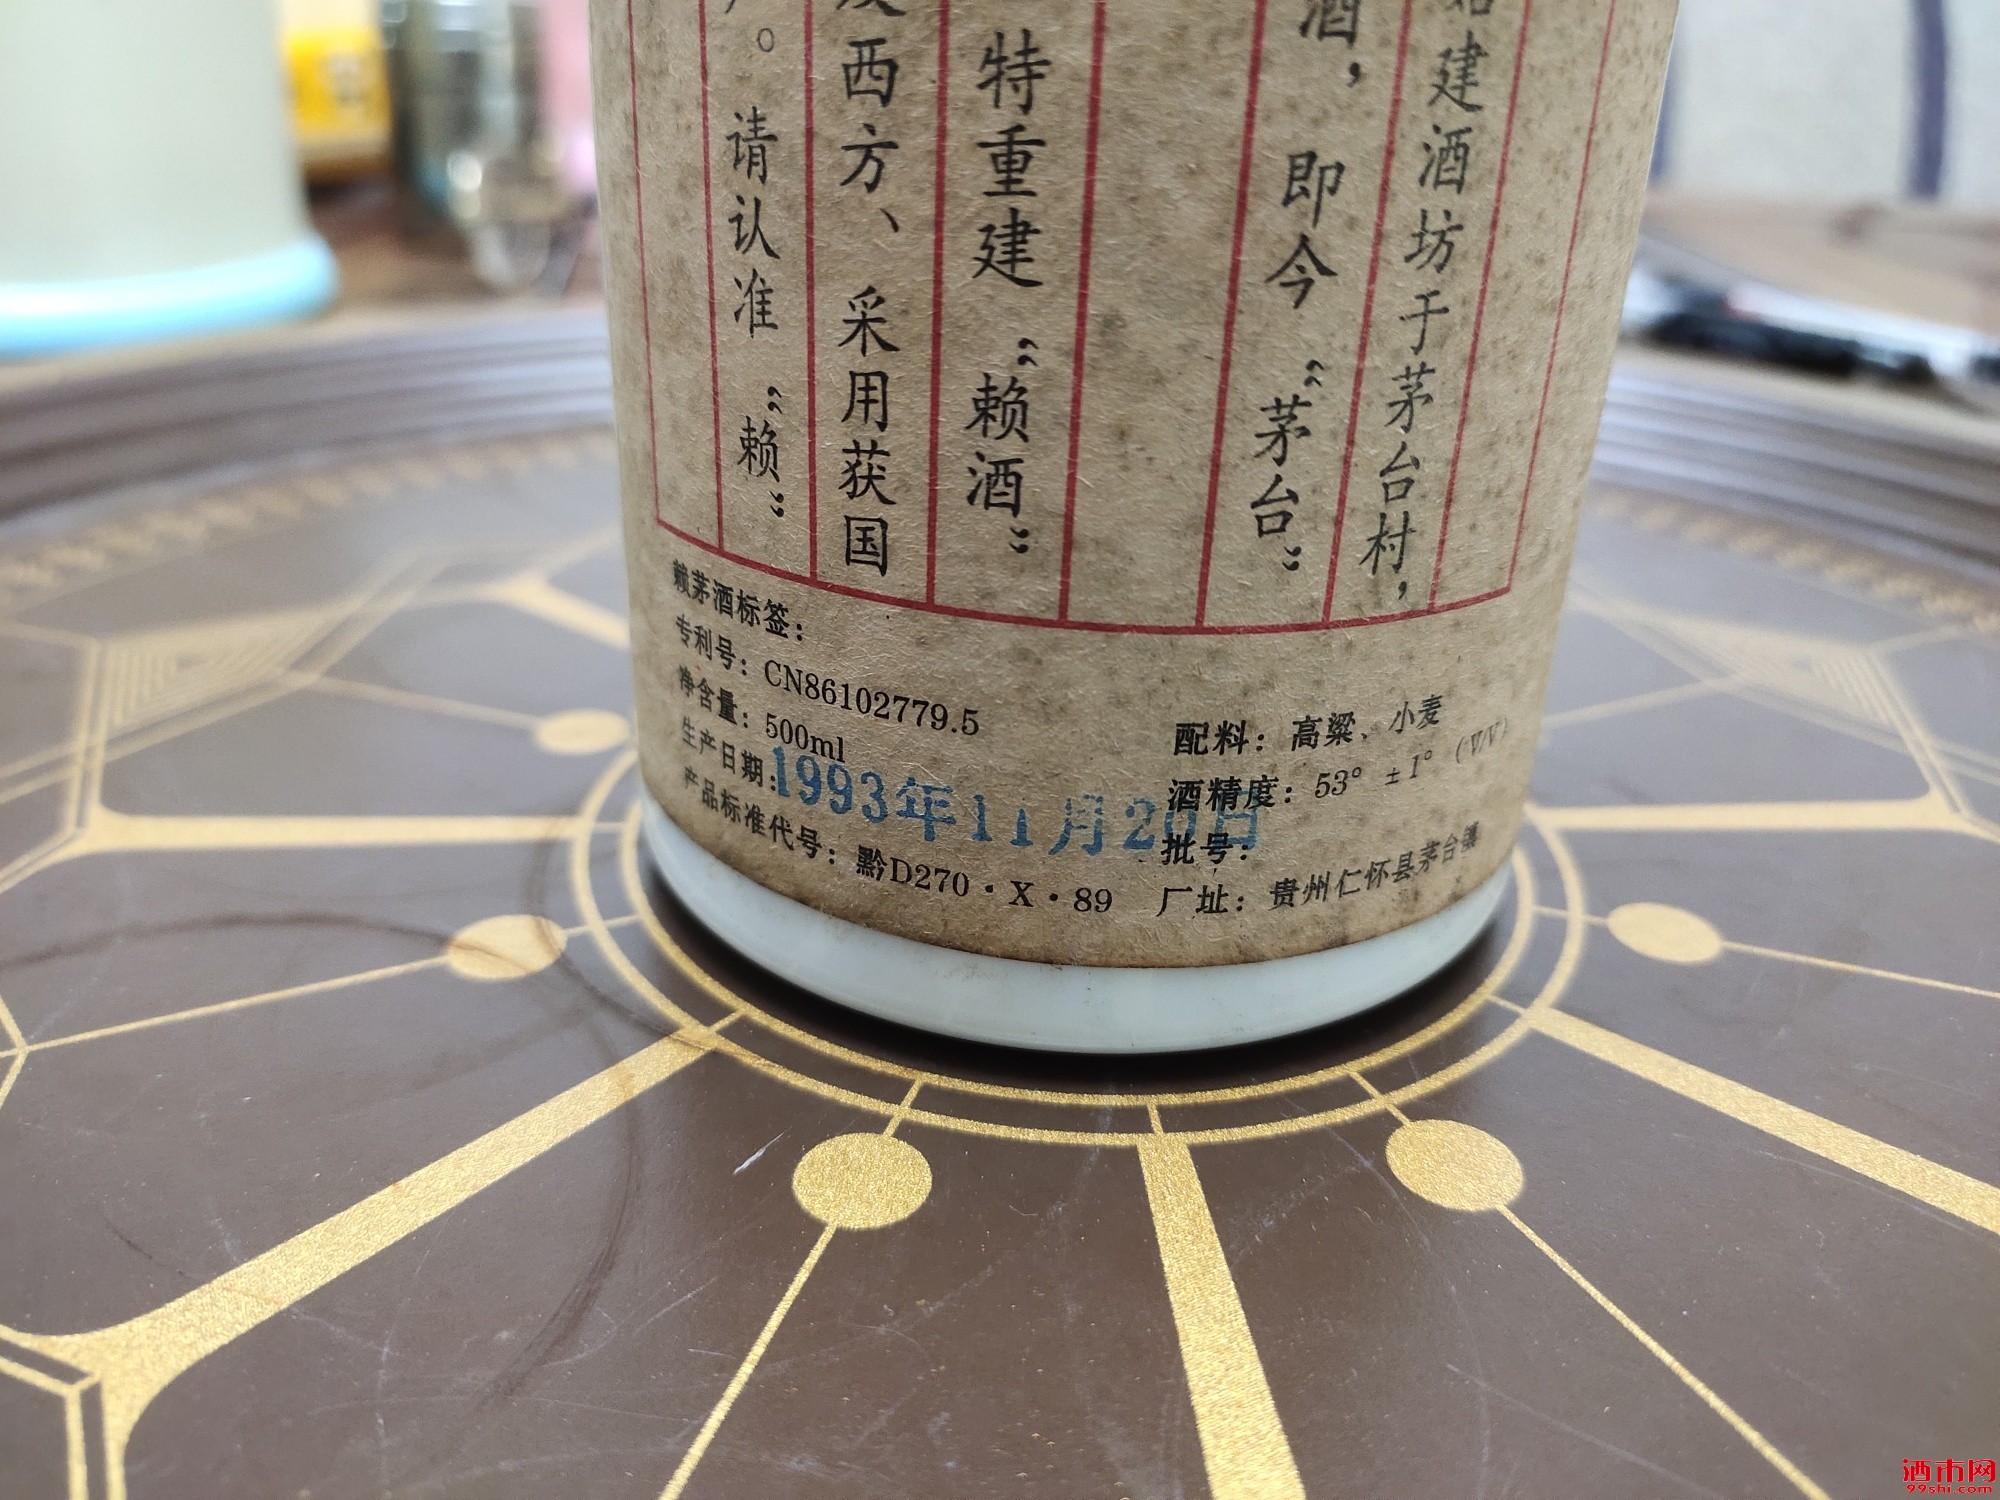 建酒坊于茅台村，
酒，即今“茅台”
特重建“赖酒”
西方、采用获国
。请认准“赖”
赖茅酒标签：
专利号：CN86102779.5
净含量：500ml
生产日期：1993年11月20日
产品标准代号：黔D270·X·89
配料：高粱、小麦
酒精度：53°±1°（V/V）
批号：
厂址：贵州仁怀县茅台镇
酒市网
99shi.com